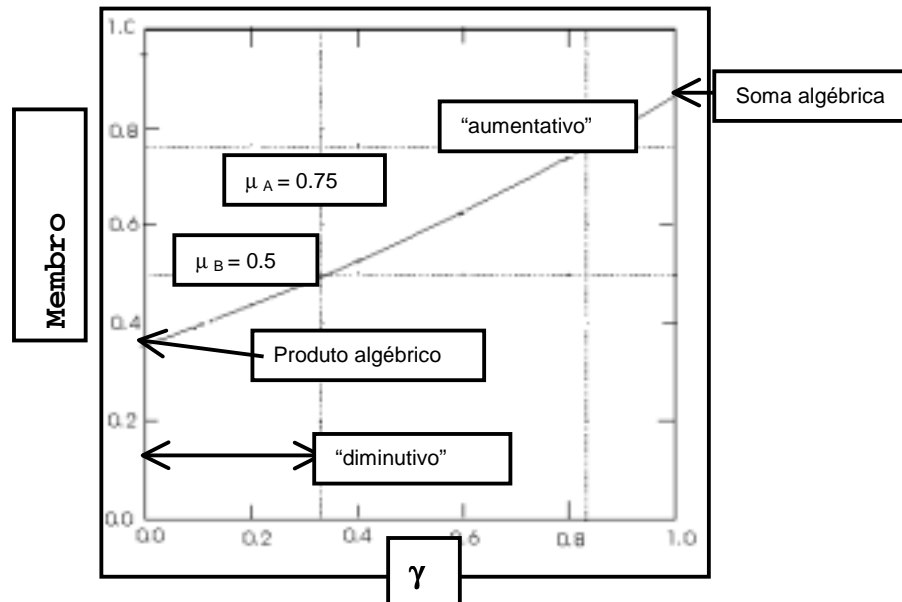 1.0
Soma algébrica
"aumentativo"
0.8
μ A = 0.75
0.6
μ B = 0.5
Membro
0.4
Produto algébrico
0.2
"diminutivo"
0.0
0.0 0.2 0.4 0.6 0.8 1.0
γ